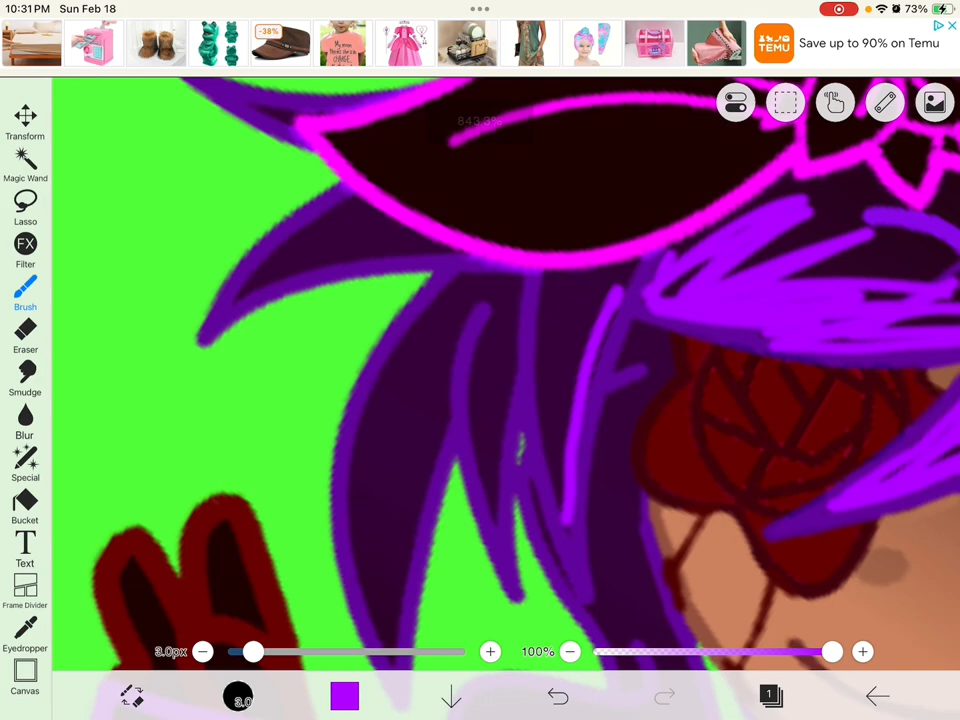 10:31 PM Sun Feb 18
73%
-38%
TEMU
Save up to 90% on Temu
843.8%
Transform
Magic Wand
Lasso
FX
Filter
Brush
Eraser
Smudge
Blur
Special
Bucket
T
Text
Frame Divider
Eyedropper
Canvas
3.0px
100%
3.0
1